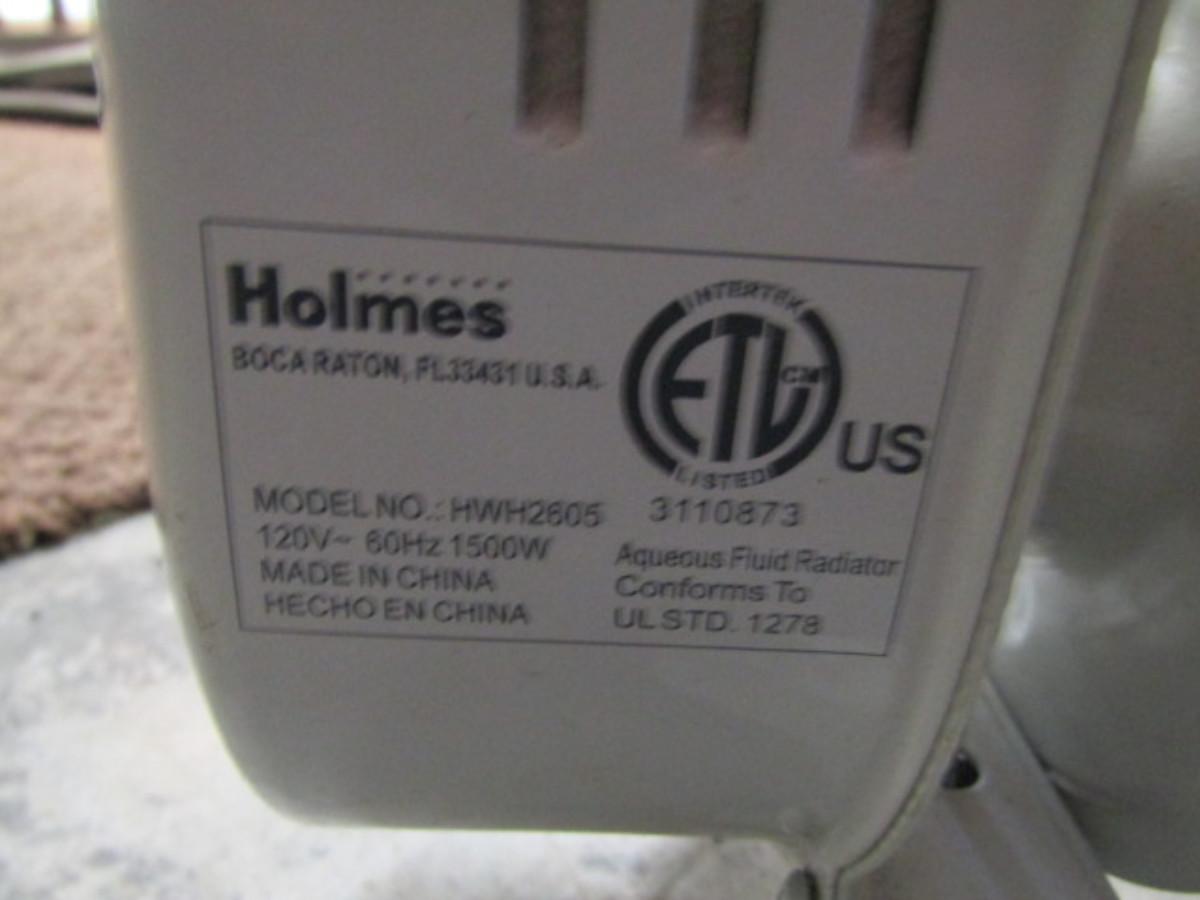 Holmes
BOCA RATON, FL33431 U.S.A.
INTERTEK
ETL
CM
LISTED
US
MODEL NO.: HWH2605
3110873
120V~ 60Hz 1500W
Aqueous Fluid Radiator
MADE IN CHINA
Conforms To
HECHO EN CHINA
UL STD. 1278